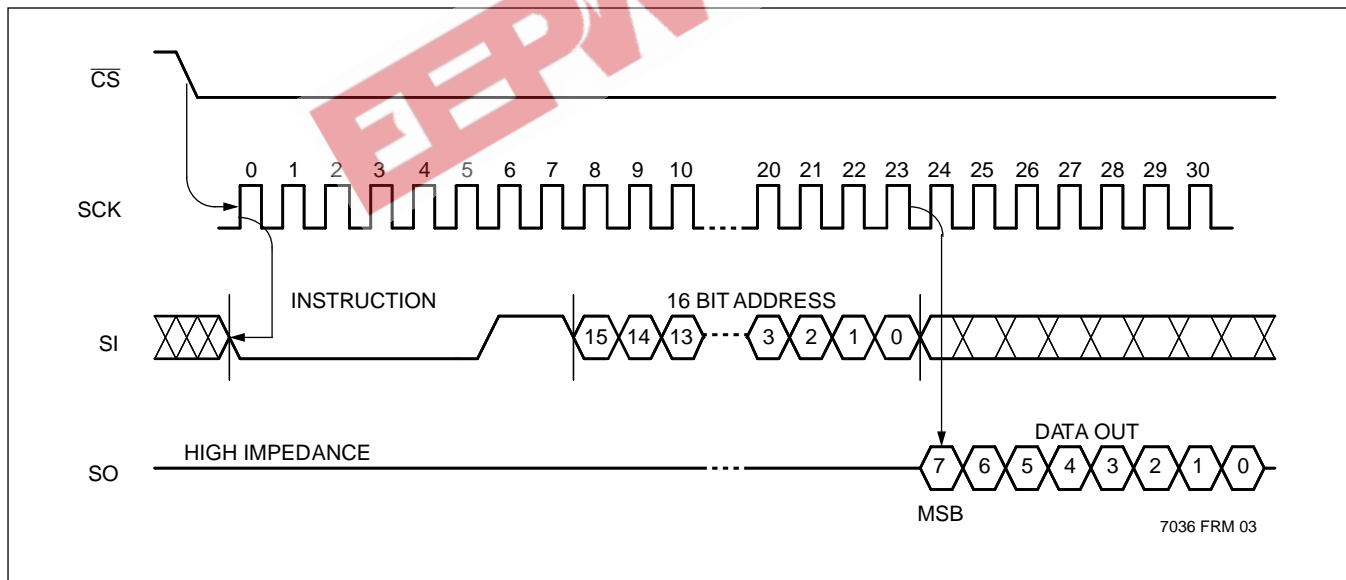 EEPW
CS
0 1 2 3 4 5 6 7 8 9 10 20 21 22 23 24 25 26 27 28 29 30
SCK
INSTRUCTION 16 BIT ADDRESS
SI 15 14 13 3 2 1 0
HIGH IMPEDANCE DATA OUT
SO 7 6 5 4 3 2 1 0
MSB
7036 FRM 03